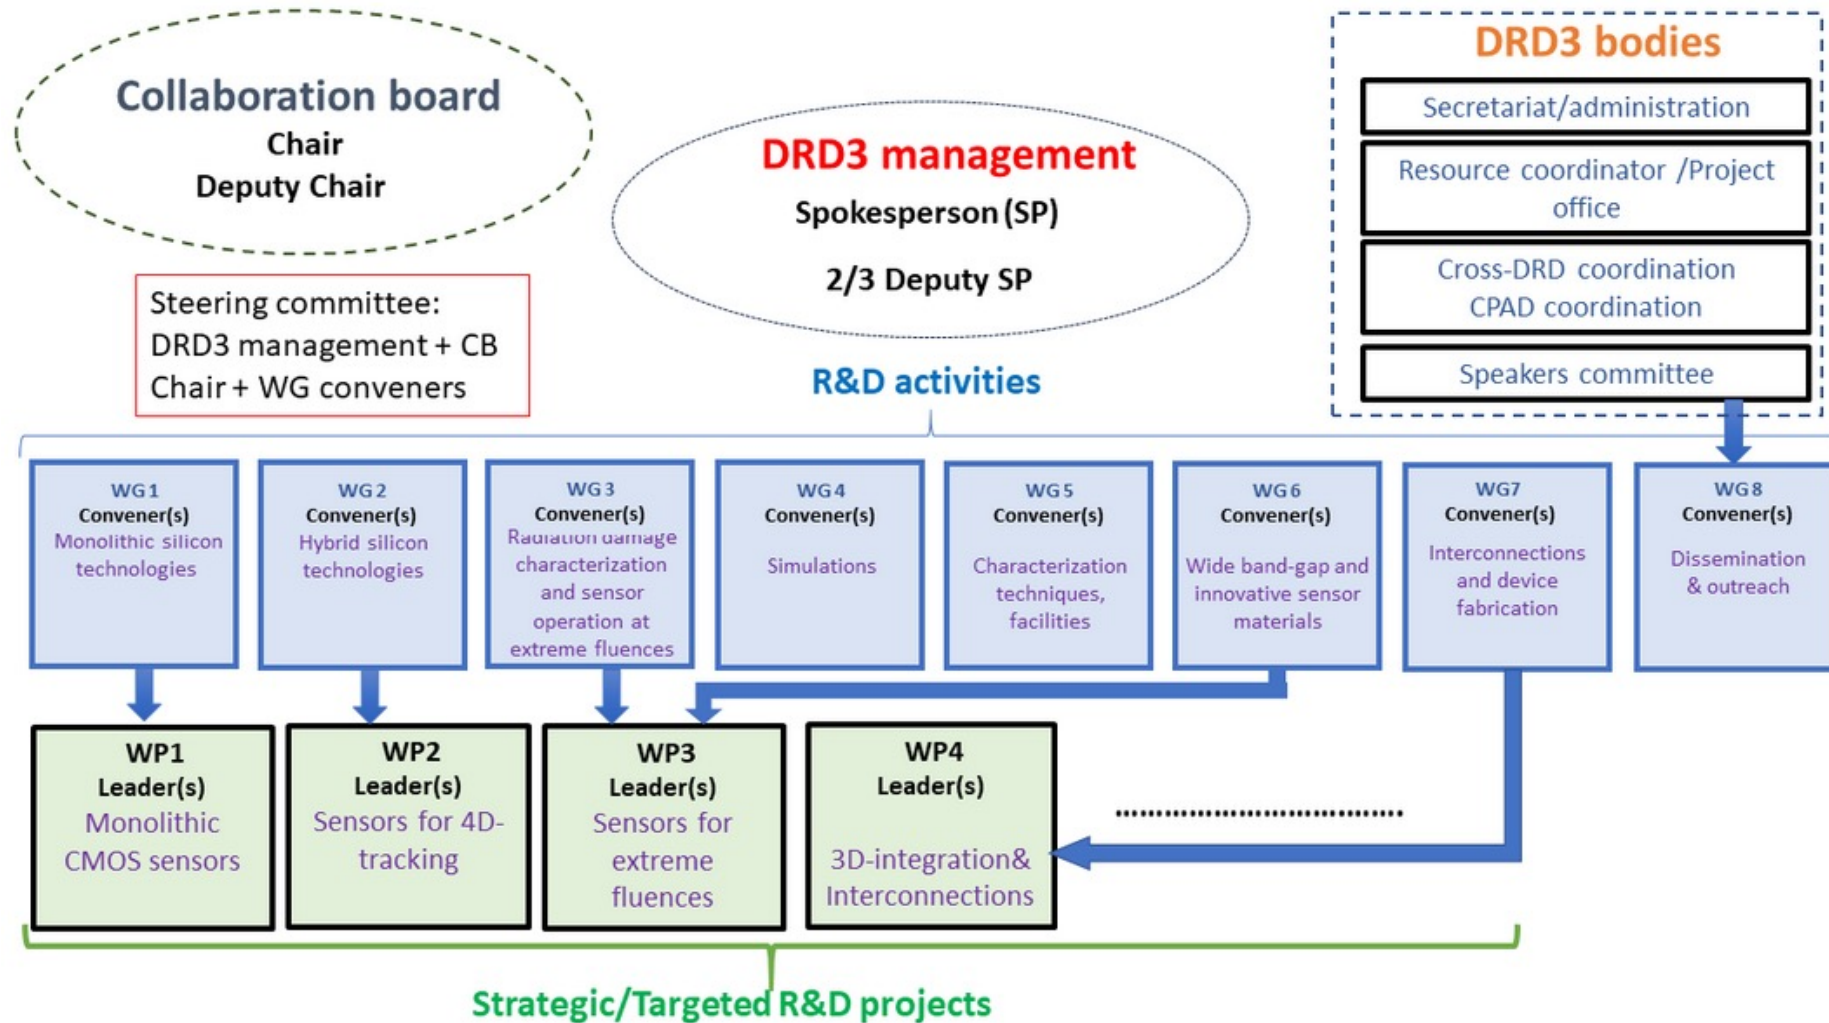 Collaboration board
Chair
Deputy Chair
Steering committee:
DRD3 management + CB
Chair + WG conveners
DRD3 management
Spokesperson (SP)
2/3 Deputy SP
DRD3 bodies
Secretariat/administration
Resource coordinator /Project
office
Cross-DRD coordination
CPAD coordination
Speakers committee
R&D activities
WG1
Convener(s)
Monolithic silicon
technologies
WG2
Convener(s)
Hybrid silicon
technologies
WG3
Convener(s)
Radiation damage
characterization
and sensor
operation at
extreme fluences
WG4
Convener(s)
Simulations
WG5
Convener(s)
Characterization
techniques,
facilities
WG6
Convener(s)
Wide band-gap and
innovative sensor
materials
WG7
Convener(s)
Interconnections
and device
fabrication
WG8
Convener(s)
Dissemination
& outreach
WP1
Leader(s)
Monolithic
CMOS sensors
WP2
Leader(s)
Sensors for 4D-
tracking
WP3
Leader(s)
Sensors for
extreme
fluences
WP4
Leader(s)
3D-integration&
Interconnections
Strategic/Targeted R&D projects